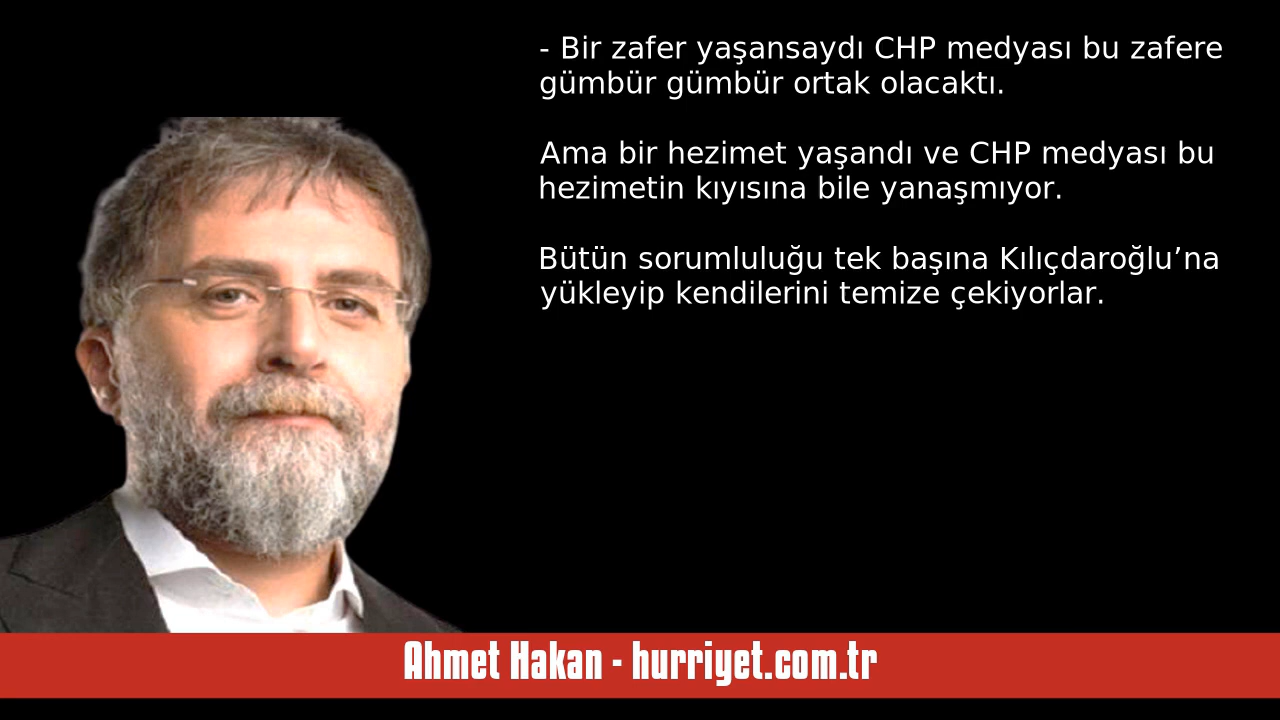 - Bir zafer yaşansaydı CHP medyası bu zafere
gümbür gümbür ortak olacaktı.
Ama bir hezimet yaşandı ve CHP medyası bu
hezimetin kıyısına bile yanaşmıyor.
Bütün sorumluluğu tek başına Kılıçdaroğlu’na
yükleyip kendilerini temize çekiyorlar.
Ahmet Hakan - hurriyet.com.tr